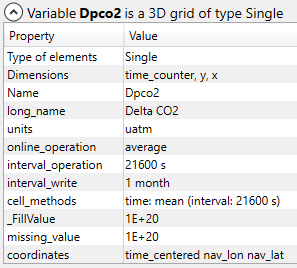 Variable Dpco2 is a 3D grid of type Single
Property Value
Type of elements Single
Dimensions time_counter, y, x
Name Dpco2
long_name Delta CO2
units uatm
online_operation average
interval_operation 21600 s
interval_write 1 month
cell_methods time: mean (interval: 21600 s)
_FillValue 1E+20
missing_value 1E+20
coordinates time_centered nav_lon nav_lat